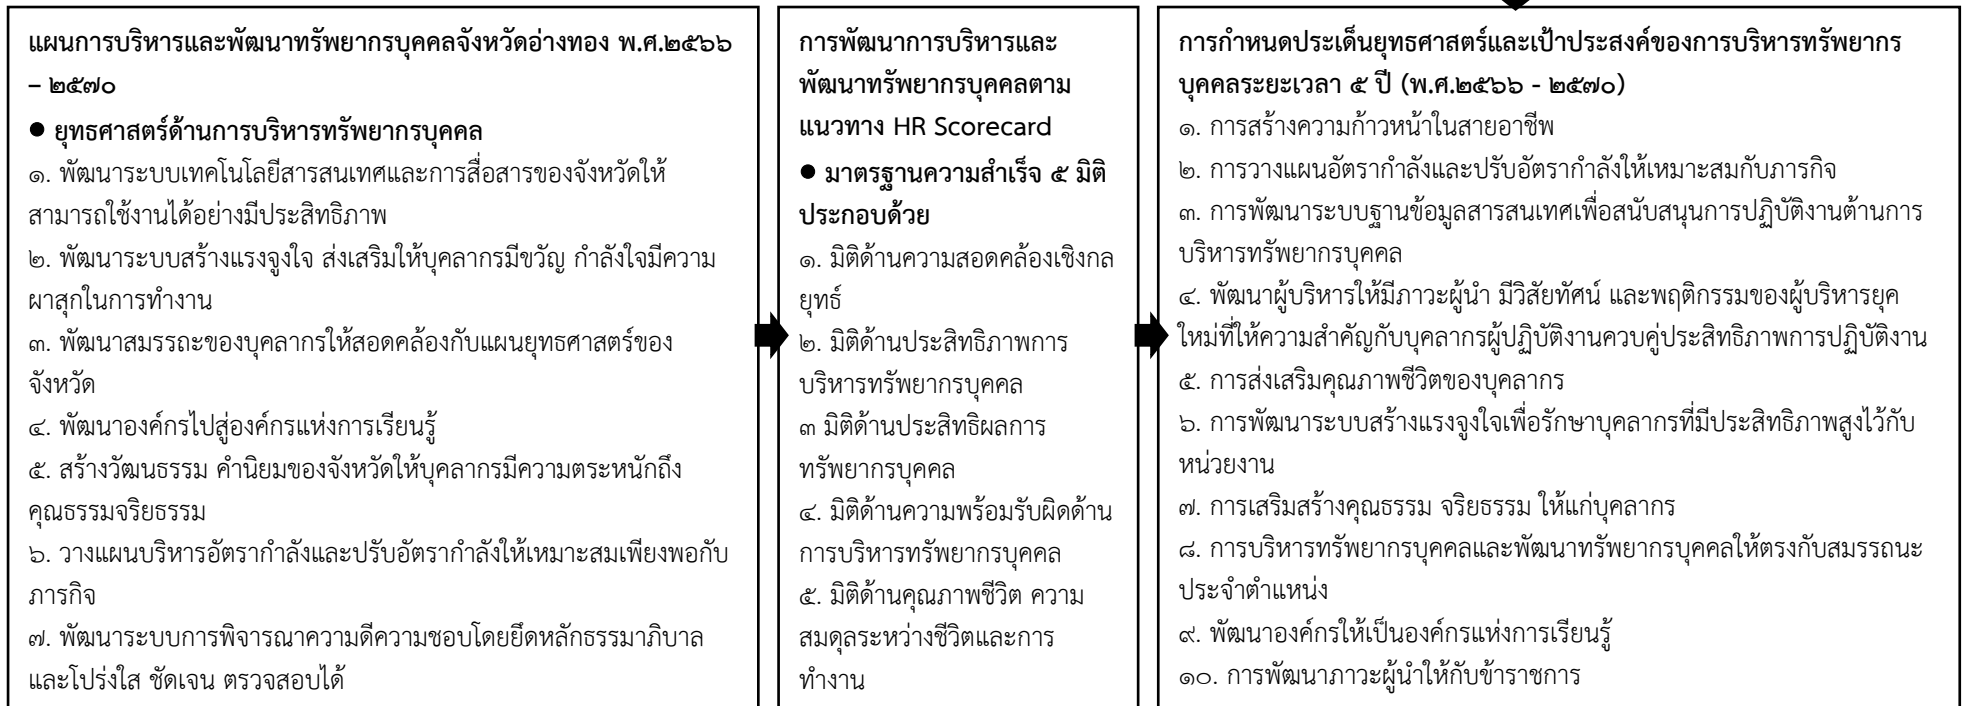 แผนการบริหารและพัฒนาทรัพยากรบุคคลจังหวัดอ่างทอง พ.ศ.๒๕๖๖
– ๒๕๗๐
● ยุทธศาสตร์ด้านการบริหารทรัพยากรบุคคล
๑. พัฒนาระบบเทคโนโลยีสารสนเทศและการสื่อสารของจังหวัดให้
สามารถใช้งานได้อย่างมีประสิทธิภาพ
๒. พัฒนาระบบสร้างแรงจูงใจ ส่งเสริมให้บุคลากรมีขวัญ กำลังใจมีความ
ผาสุกในการทำงาน
๓. พัฒนาสมรรถะของบุคลากรให้สอดคล้องกับแผนยุทธศาสตร์ของ
จังหวัด
๔. พัฒนาองค์กรไปสู่องค์กรแห่งการเรียนรู้
๕. สร้างวัฒนธรรม คำนิยมของจังหวัดให้บุคลากรมีความตระหนักถึง
คุณธรรมจริยธรรม
๖. วางแผนบริหารอัตรากำลังและปรับอัตรากำลังให้เหมาะสมเพียงพอกับ
ภารกิจ
๗. พัฒนาระบบการพิจารณาความดีความชอบโดยยึดหลักธรรมาภิบาล
และโปร่งใส ชัดเจน ตรวจสอบได้
การพัฒนาการบริหารและ
พัฒนาทรัพยากรบุคคลตาม
แนวทาง HR Scorecard
● มาตรฐานความสำเร็จ ๕ มิติ
ประกอบด้วย
๑. มิติด้านความสอดคล้องเชิงกล
ยุทธ์
๒. มิติด้านประสิทธิภาพการ
บริหารทรัพยากรบุคคล
๓ มิติด้านประสิทธิผลการ
ทรัพยากรบุคคล
๔. มิติด้านความพร้อมรับผิดด้าน
การบริหารทรัพยากรบุคคล
๕. มิติด้านคุณภาพชีวิต ความ
สมดุลระหว่างชีวิตและการ
ทำงาน
การกำหนดประเด็นยุทธศาสตร์และเป้าประสงค์ของการบริหารทรัพยากร
บุคคลระยะเวลา ๕ ปี (พ.ศ.๒๕๖๖ - ๒๕๗๐)
๑. การสร้างความก้าวหน้าในสายอาชีพ
๒. การวางแผนอัตรากำลังและปรับอัตรากำลังให้เหมาะสมกับภารกิจ
๓. การพัฒนาระบบฐานข้อมูลสารสนเทศเพื่อสนับสนุนการปฏิบัติงานต้านการ
บริหารทรัพยากรบุคคล
๔. พัฒนาผู้บริหารให้มีภาวะผู้นำ มีวิสัยทัศน์ และพฤติกรรมของผู้บริหารยุค
ใหม่ที่ให้ความสำคัญกับบุคลากรผู้ปฏิบัติงานควบคู่ประสิทธิภาพการปฏิบัติงาน
๕. การส่งเสริมคุณภาพชีวิตของบุคลากร
๖. การพัฒนาระบบสร้างแรงจูงใจเพื่อรักษาบุคลากรที่มีประสิทธิภาพสูงไว้กับ
หน่วยงาน
๗. การเสริมสร้างคุณธรรม จริยธรรม ให้แก่บุคลากร
๘. การบริหารทรัพยากรบุคคลและพัฒนาทรัพยากรบุคคลให้ตรงกับสมรรถนะ
ประจำตำแหน่ง
๙. พัฒนาองค์กรให้เป็นองค์กรแห่งการเรียนรู้
๑๐. การพัฒนาภาวะผู้นำให้กับข้าราชการ